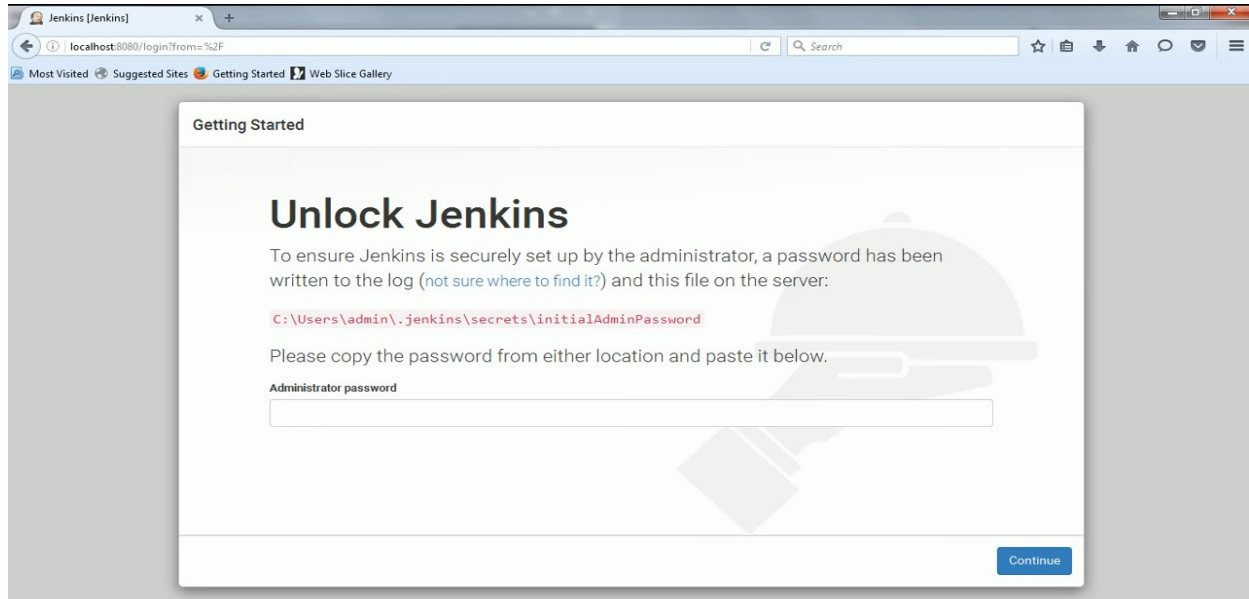 Jenkins [Jenkins]
localhost:8080/login?from=%2F
Search
Most Visited Suggested Sites Getting Started Web Slice Gallery
Getting Started
Unlock Jenkins
To ensure Jenkins is securely set up by the administrator, a password has been
written to the log (not sure where to find it?) and this file on the server:
C:\Users\admin\.jenkins\secrets\initialAdminPassword
Please copy the password from either location and paste it below.
Administrator password
Continue